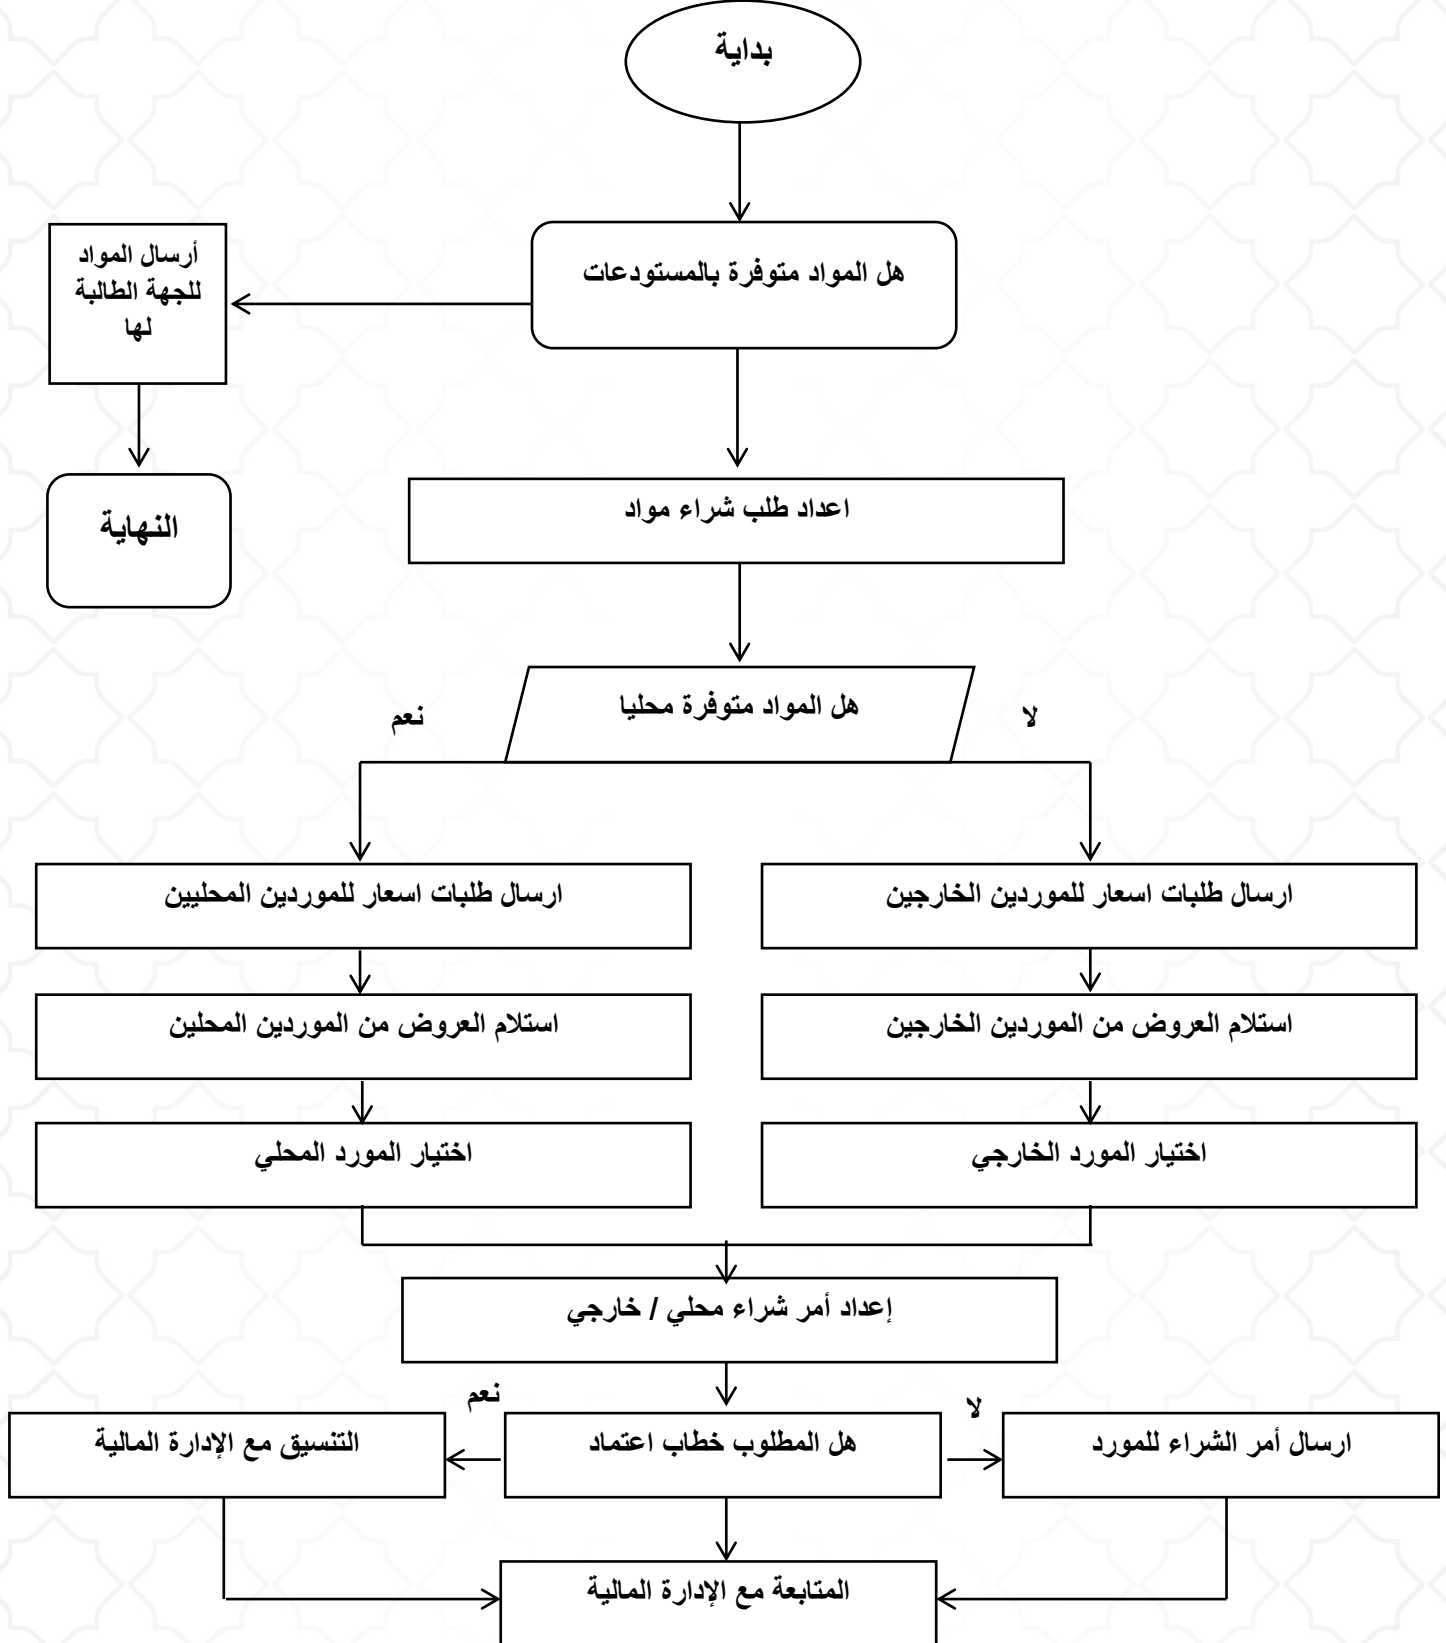 بداية
هل المواد متوفرة بالمستودعات
أرسال المواد
للجهة الطالبة
لها
النهاية
اعداد طلب شراء مواد
هل المواد متوفرة محليا
لا
نعم
ارسال طلبات اسعار للموردين الخارجين
ارسال طلبات اسعار للموردين المحليين
استلام العروض من الموردين الخارجين
استلام العروض من الموردين المحلين
اختيار المورد الخارجي
اختيار المورد المحلي
إعداد أمر شراء محلي / خارجي
لا
نعم
ارسال أمر الشراء للمورد
هل المطلوب خطاب اعتماد
التنسيق مع الإدارة المالية
المتابعة مع الإدارة المالية